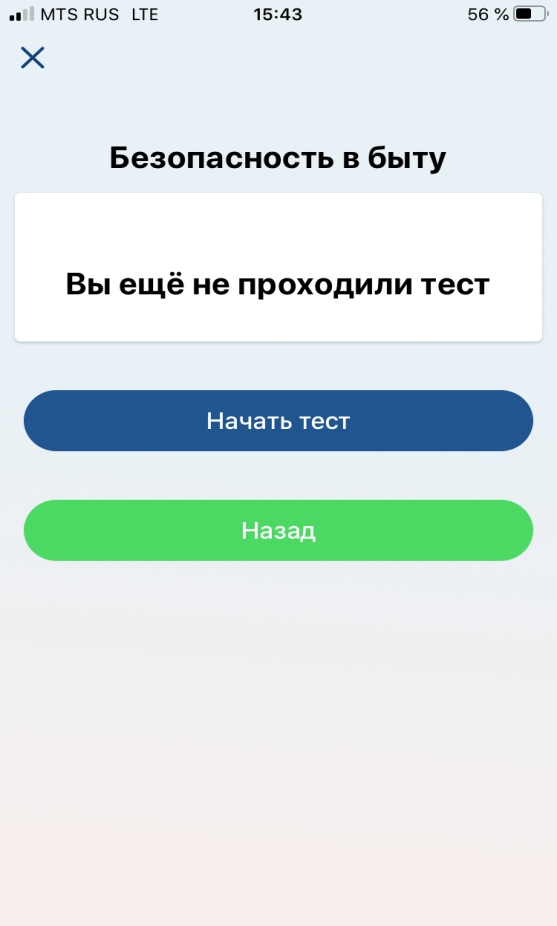 MTS RUS LTE 15:43 56 %
Безопасность в быту
Вы ещё не проходили тест
Начать тест
Назад